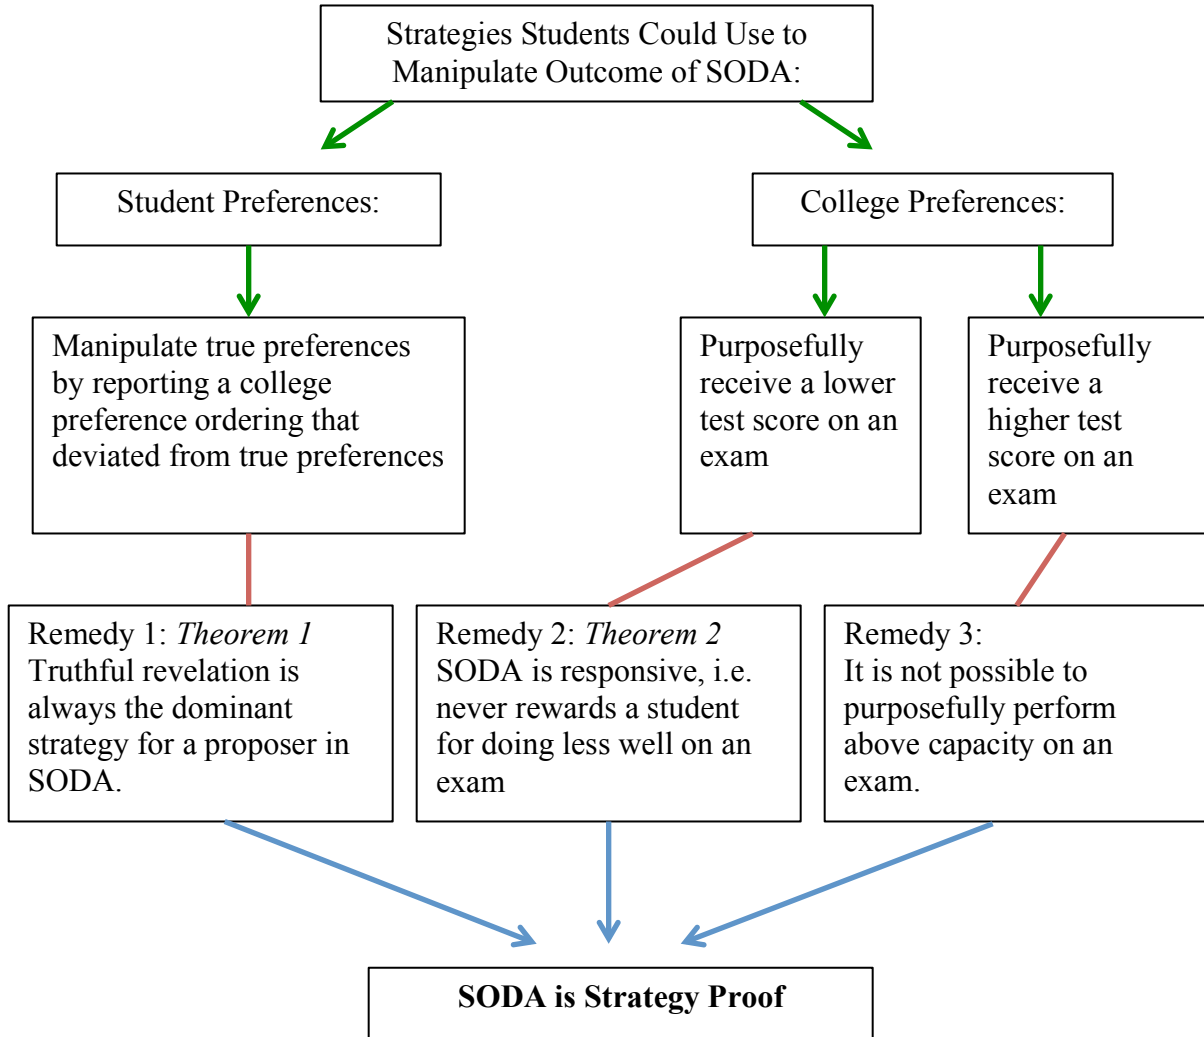 Strategies Students Could Use to
Manipulate Outcome of SODA:
Student Preferences:
College Preferences:
Manipulate true preferences
by reporting a college
preference ordering that
deviated from true preferences
Purposefully
receive a lower
test score on an
exam
Purposefully
receive a
higher test
score on an
exam
Remedy 1: Theorem 1
Truthful revelation is
always the dominant
strategy for a proposer in
SODA.
Remedy 2: Theorem 2
SODA is responsive, i.e.
never rewards a student
for doing less well on an
exam
Remedy 3:
It is not possible to
purposefully perform
above capacity on an
exam.
SODA is Strategy Proof